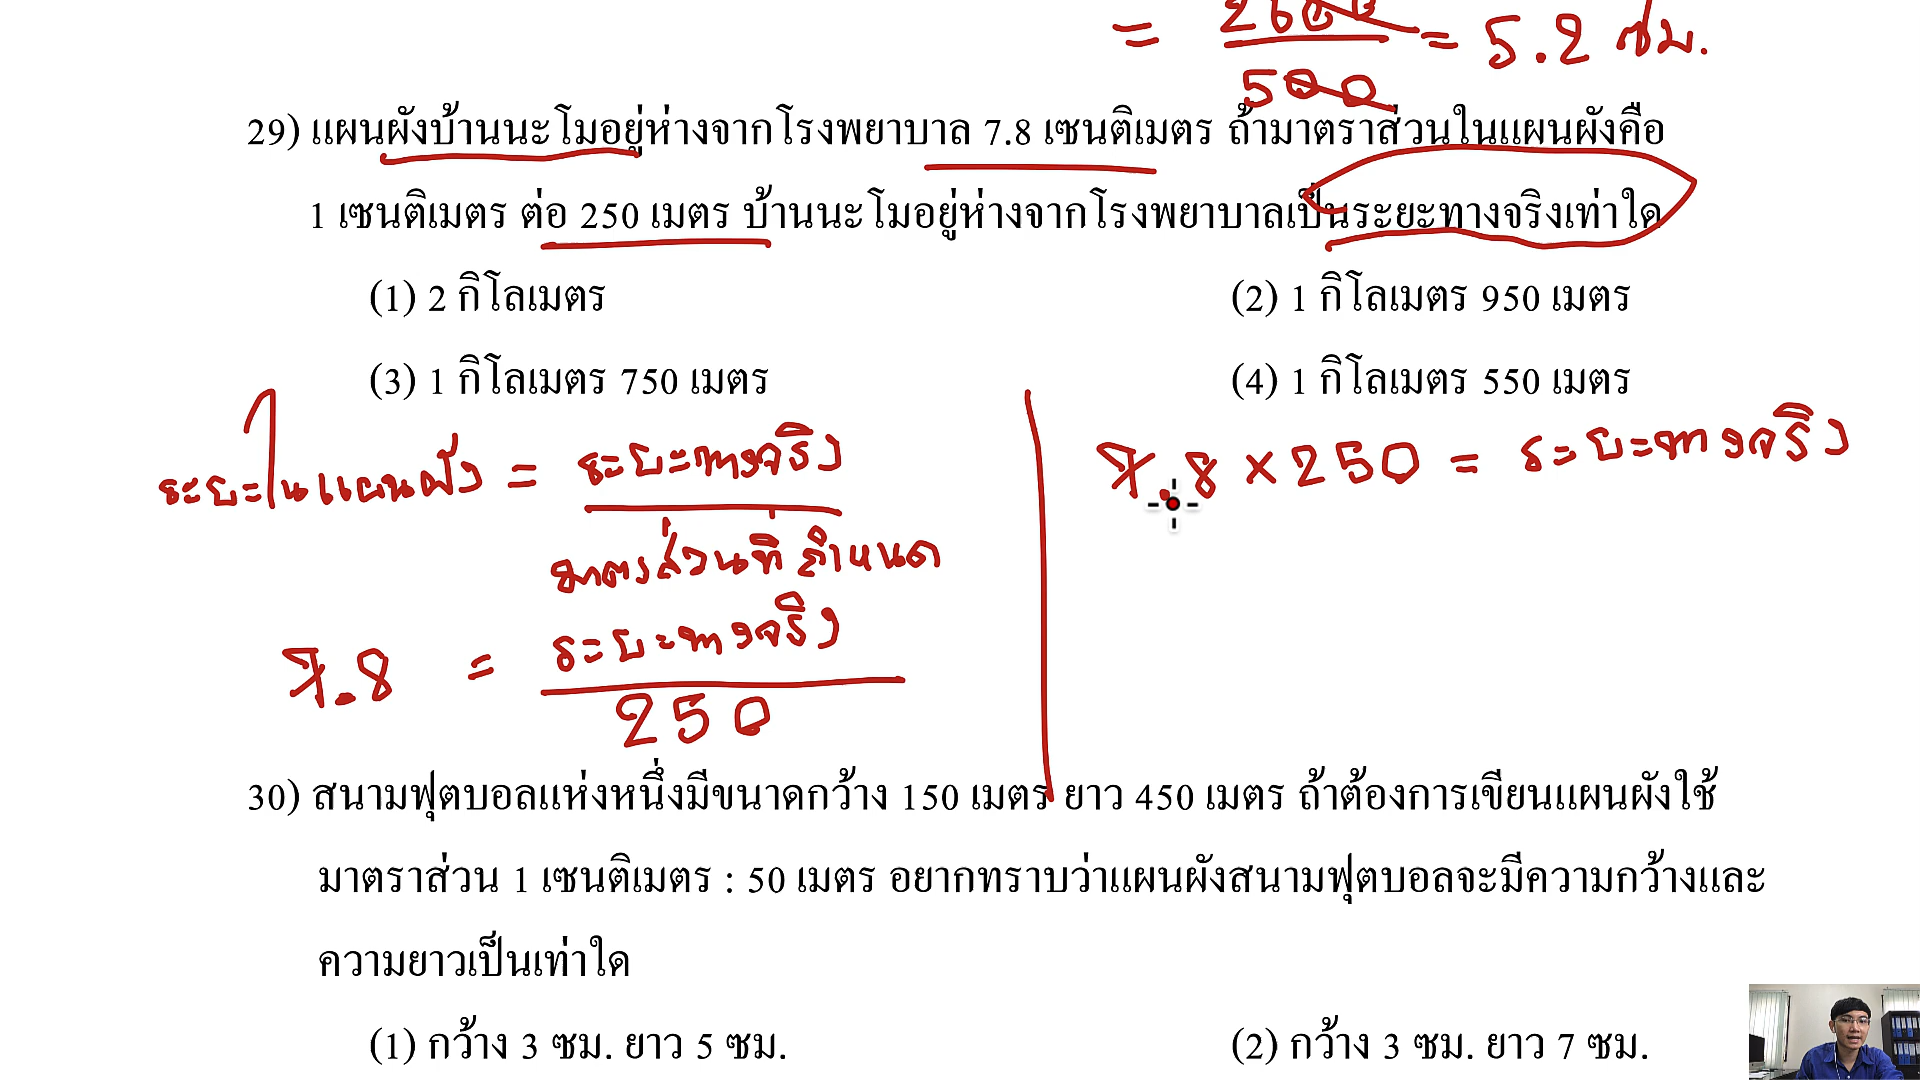 = 2600/500 = 5.2 ซม.
29) แผนผังบ้านนะโมอยู่ห่างจากโรงพยาบาล 7.8 เซนติเมตร ถ้ามาตราส่วนในแผนผังคือ
1 เซนติเมตร ต่อ 250 เมตร บ้านนะโมอยู่ห่างจากโรงพยาบาลเป็นระยะทางจริงเท่าใด
(1) 2 กิโลเมตร (2) 1 กิโลเมตร 950 เมตร
(3) 1 กิโลเมตร 750 เมตร (4) 1 กิโลเมตร 550 เมตร
ระยะในแผนผัง = ระยะทางจริง
มาตรส่วนที่กำหนด
7.8 = ระยะทางจริง
250
7.8 × 250 = ระยะทางจริง
30) สนามฟุตบอลแห่งหนึ่งมีขนาดกว้าง 150 เมตร ยาว 450 เมตร ถ้าต้องการเขียนแผนผังใช้
มาตราส่วน 1 เซนติเมตร : 50 เมตร อยากทราบว่าแผนผังสนามฟุตบอลจะมีความกว้างและ
ความยาวเป็นเท่าใด
(1) กว้าง 3 ซม. ยาว 5 ซม. (2) กว้าง 3 ซม. ยาว 7 ซม.